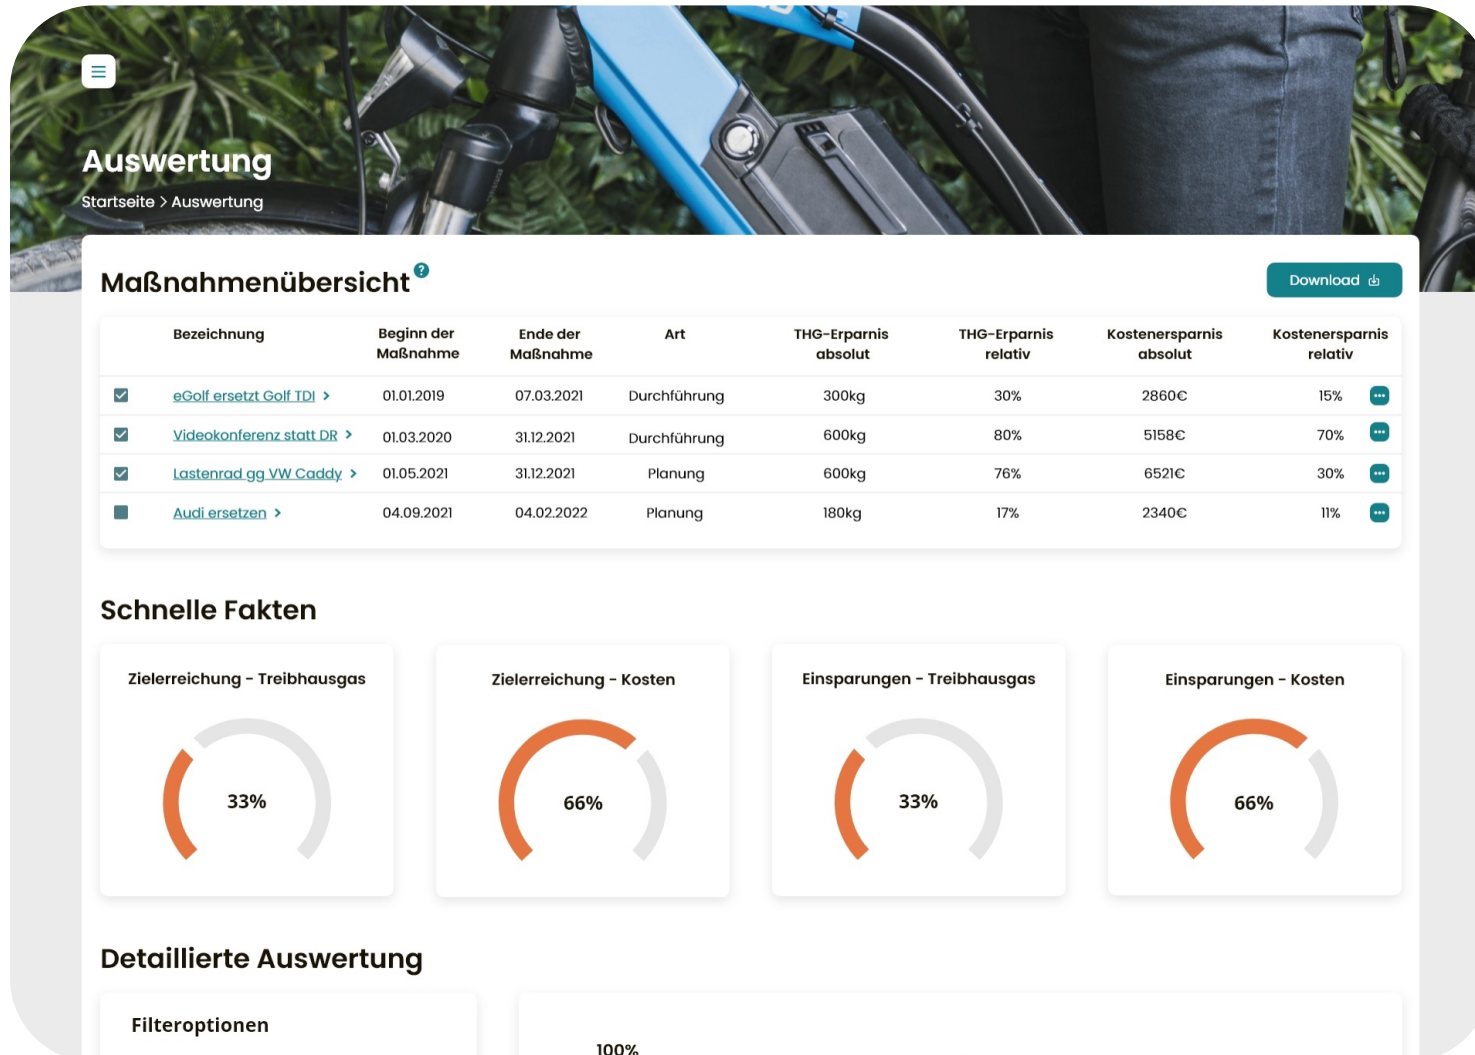 Auswertung
Startseite > Auswertung
Maßnahmenübersicht ?
Download
Bezeichnung Beginn der Maßnahme Ende der Maßnahme Art THG-Erparnis absolut THG-Erparnis relativ Kostenersparnis absolut Kostenersparnis relativ
eGolf ersetzt Golf TDI > 01.01.2019 07.03.2021 Durchführung 300kg 30% 2860€ 15%
Videokonferenz statt DR > 01.03.2020 31.12.2021 Durchführung 600kg 80% 5158€ 70%
Lastenrad gg VW Caddy > 01.05.2021 31.12.2021 Planung 600kg 76% 6521€ 30%
Audi ersetzen > 04.09.2021 04.02.2022 Planung 180kg 17% 2340€ 11%
Schnelle Fakten
Zielerreichung - Treibhausgas
33%
Zielerreichung - Kosten
66%
Einsparungen - Treibhausgas
33%
Einsparungen - Kosten
66%
Detaillierte Auswertung
Filteroptionen
100%